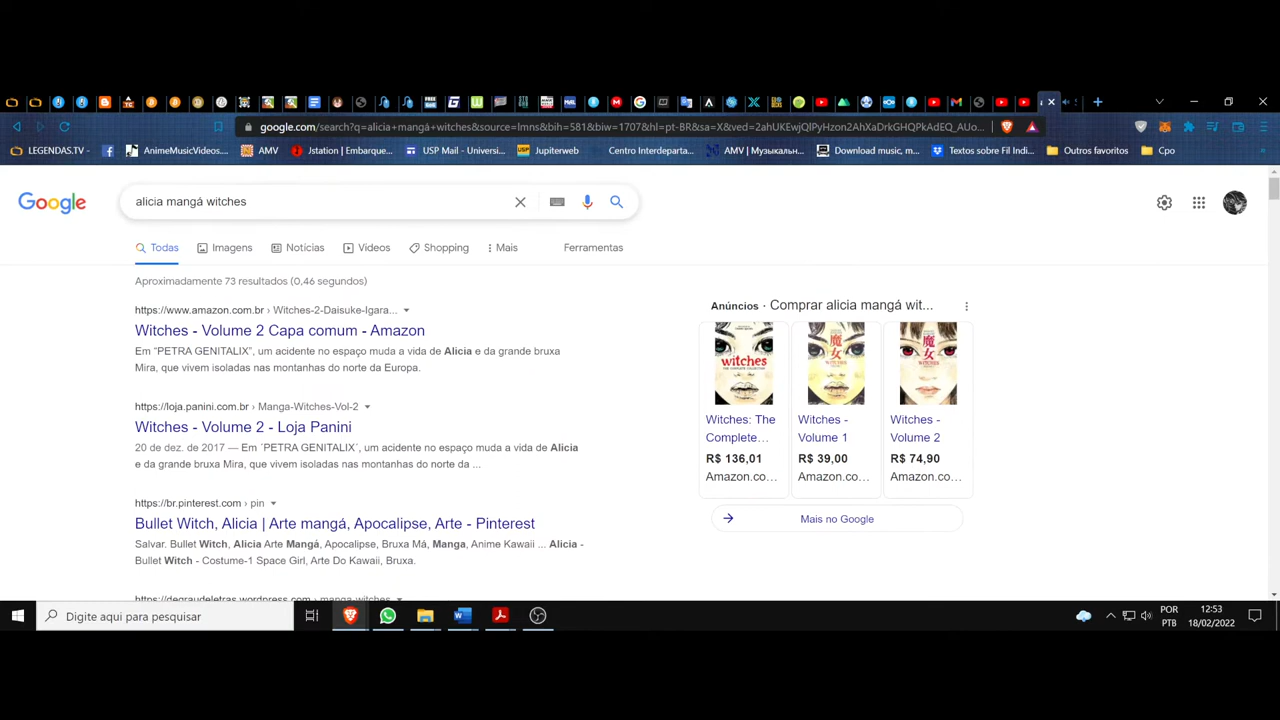 LEGENDAS.TV -
AnimeMusicVideos...
AMV
Jstation | Embarque...
USP Mail - Universi...
Jupiterweb
Centro Interdeparta...
AMV | Музыкальн...
Download music, m...
Textos sobre Fil Indi...
Outros favoritos
Cpo
google.com/search?q=alicia+mangá+witches&source=lmns&bih=581&biw=1707&hl=pt-BR&sa=X&ved=2ahUKEwjQlPyHzon2AhXaDrkGHQPkAdEQ_AUo...
Google
alicia mangá witches
Todas
Imagens
Notícias
Vídeos
Shopping
Mais
Ferramentas
Aproximadamente 73 resultados (0,46 segundos)
https://www.amazon.com.br › Witches-2-Daisuke-Igara...
Witches - Volume 2 Capa comum - Amazon
Em “PETRA GENITALIX”, um acidente no espaço muda a vida de Alicia e da grande bruxa
Mira, que vivem isoladas nas montanhas do norte da Europa.
https://loja.panini.com.br › Manga-Witches-Vol-2
Witches - Volume 2 - Loja Panini
20 de dez. de 2017 — Em ´PETRA GENITALIX´, um acidente no espaço muda a vida de Alicia
e da grande bruxa Mira, que vivem isoladas nas montanhas do norte da ...
https://br.pinterest.com › pin
Bullet Witch, Alicia | Arte mangá, Apocalipse, Arte - Pinterest
Salvar. Bullet Witch, Alicia Arte Mangá, Apocalipse, Bruxa Má, Manga, Anime Kawaii ... Alicia -
Bullet Witch - Costume-1 Space Girl, Arte Do Kawaii, Bruxa.
https://degraudeletras.wordpress.com › manga-witches
Anúncios · Comprar alicia mangá wit...
witches
魔女
魔女
Witches: The
Complete...
R$ 136,01
Amazon.co...
Witches -
Volume 1
R$ 39,00
Amazon.co...
Witches -
Volume 2
R$ 74,90
Amazon.co...
Mais no Google
Digite aqui para pesquisar
POR
PTB
12:53
18/02/2022